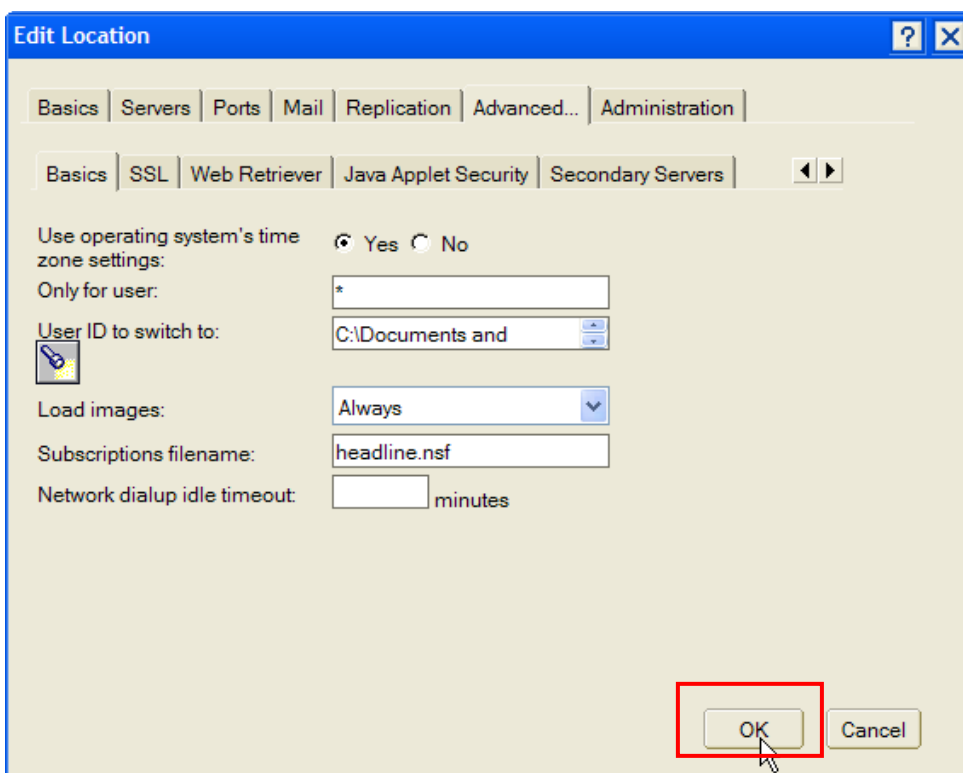 Edit Location
Basics Servers Ports Mail Replication Advanced... Administration
Basics SSL Web Retriever Java Applet Security Secondary Servers
Use operating system's time
zone settings:
Yes No
Only for user:
*
User ID to switch to:
C:\Documents and
Load images:
Always
Subscriptions filename:
headline.nsf
Network dialup idle timeout:
minutes
OK Cancel